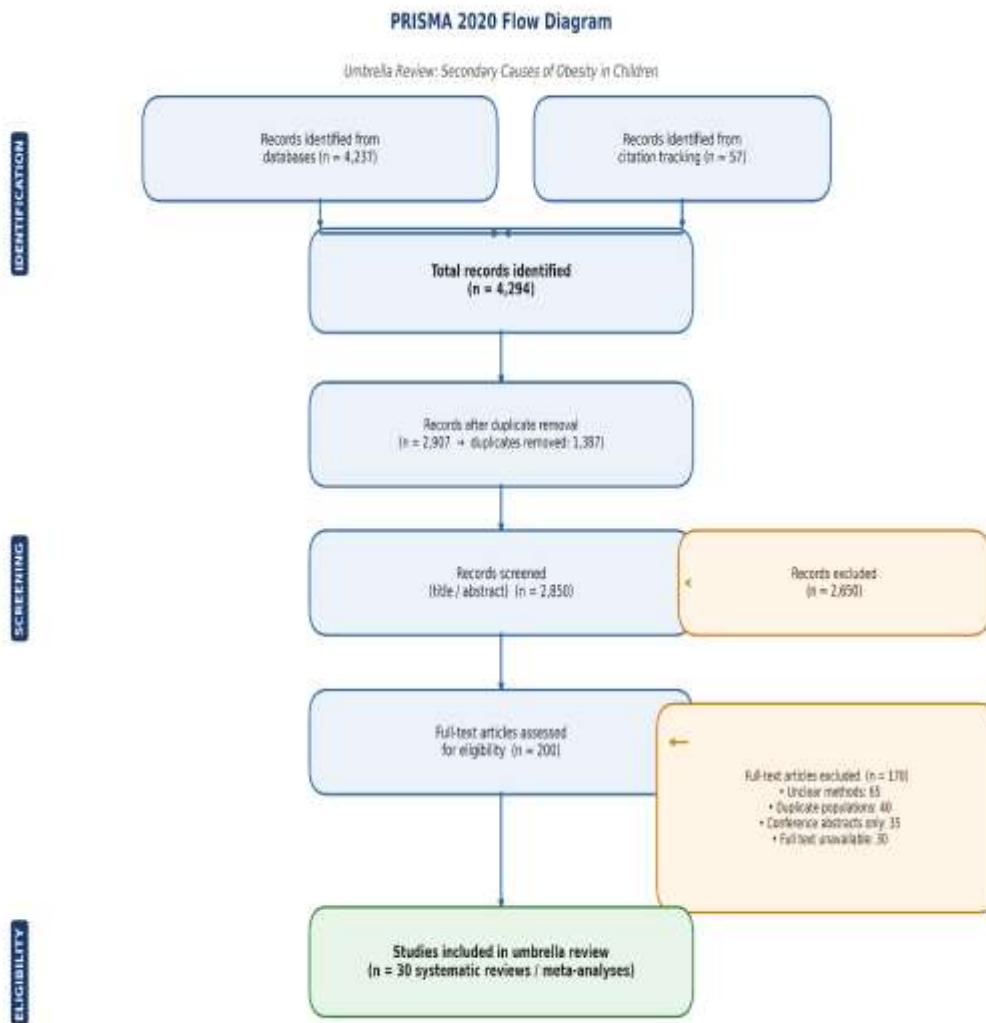 PRISMA 2020 Flow Diagram
Umbrella Review: Secondary Causes of Obesity in Children
IDENTIFICATION
Records identified from
databases (n = 4,237)
Records identified from
citation tracking (n = 57)
Total records identified
(n = 4,294)
Records after duplicate removal
(n = 2,907 → duplicates removed: 1,387)
SCREENING
Records screened
(title / abstract) (n = 2,850)
Records excluded
(n = 2,650)
Full-text articles assessed
for eligibility (n = 200)
Full-text articles excluded (n = 170)
• Unclear methods: 65
• Duplicate populations: 40
• Conference abstracts only: 35
• Full text unavailable: 30
ELIGIBILITY
Studies included in umbrella review
(n = 30 systematic reviews / meta-analyses)